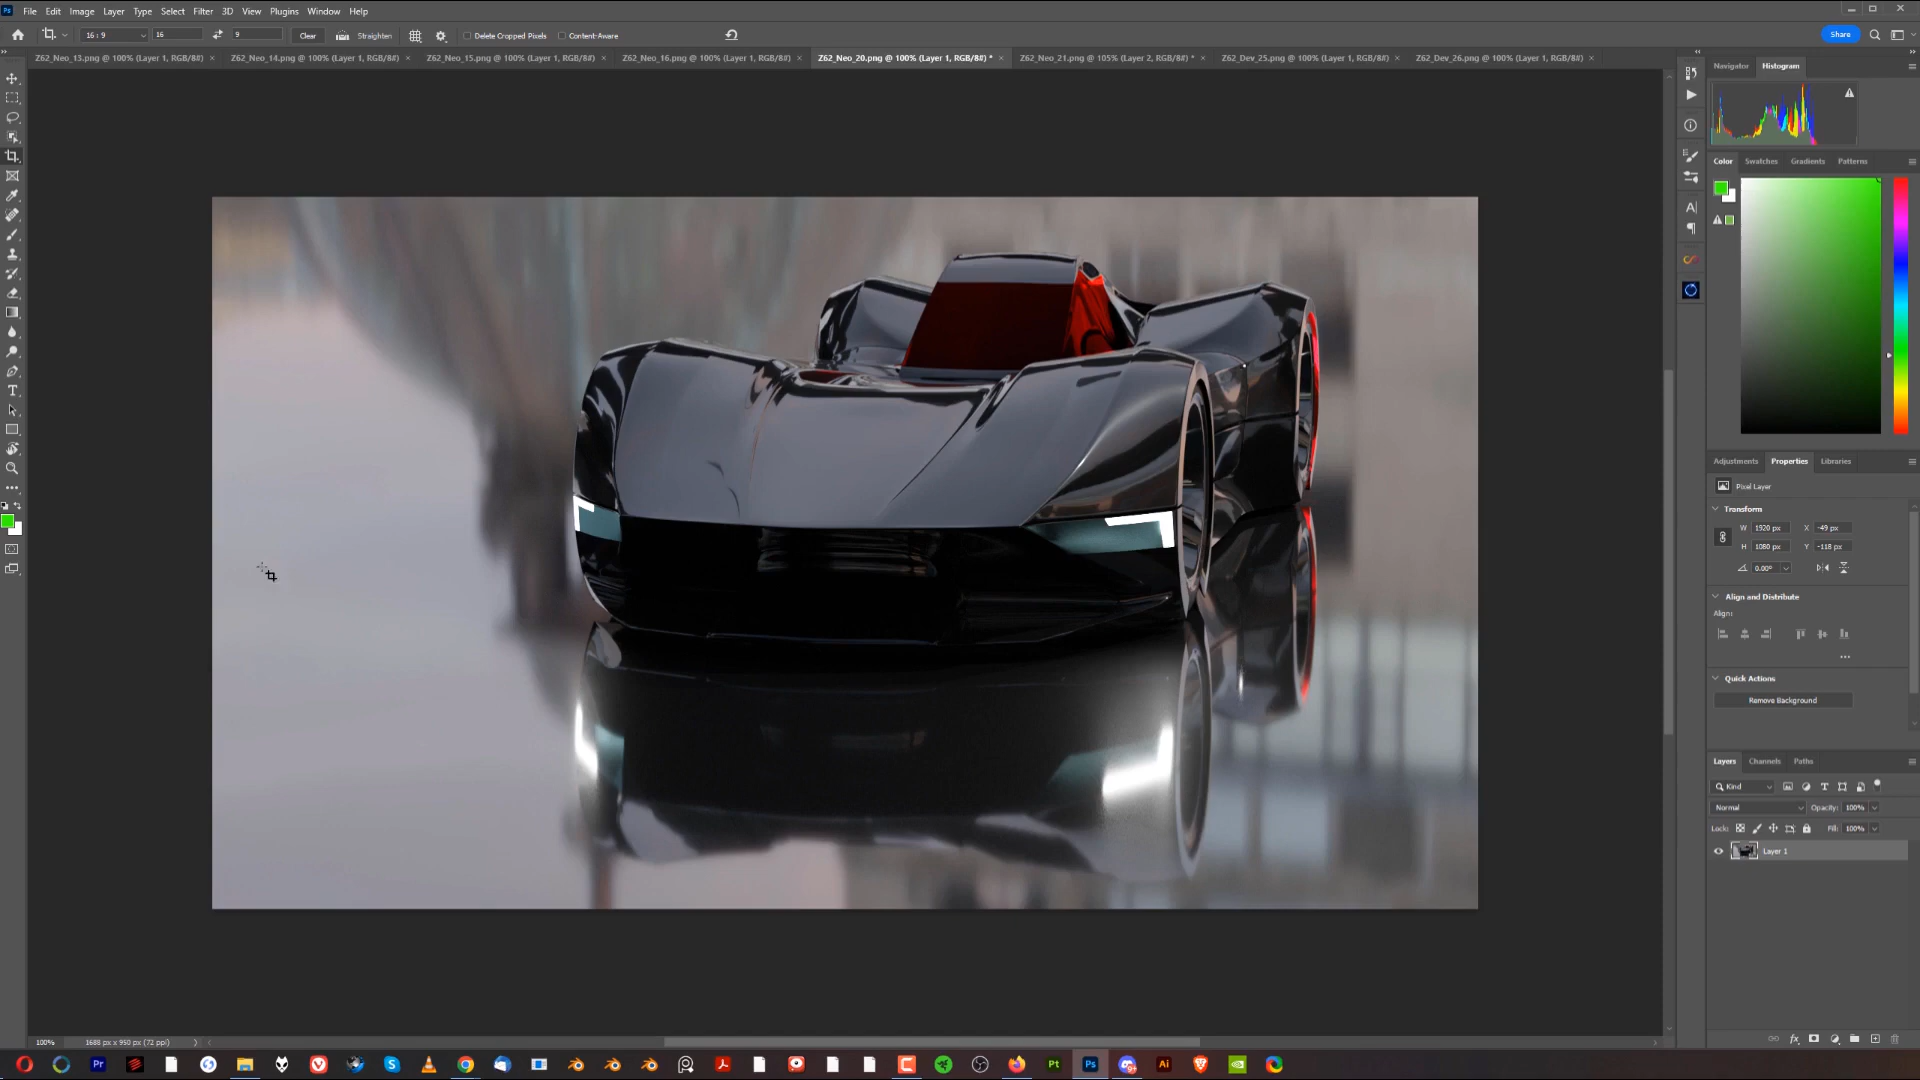 File Edit Image Layer Type Select Filter 3D View Plugins Window Help
16 : 9 16 9 Clear Straighten Delete Cropped Pixels Content-Aware Share
Z62_Neo_13.png @ 100% (Layer 1, RGB/8#) × Z62_Neo_14.png @ 100% (Layer 1, RGB/8#) × Z62_Neo_15.png @ 100% (Layer 1, RGB/8#) × Z62_Neo_16.png @ 100% (Layer 1, RGB/8#) × Z62_Neo_20.png @ 100% (Layer 1, RGB/8#) * × Z62_Neo_21.png @ 105% (Layer 2, RGB/8#) * × Z62_Dev_25.png @ 100% (Layer 1, RGB/8#) × Z62_Dev_26.png @ 100% (Layer 1, RGB/8#) ×
Navigator Histogram
Color Swatches Gradients Patterns
Adjustments Properties Libraries
Pixel Layer
Transform
W 1920 px X -49 px
H 1080 px Y -118 px
0.00°
Align and Distribute
Align:
Quick Actions
Remove Background
Layers Channels Paths
Kind
Normal Opacity: 100%
Lock: Fill: 100%
Layer 1
100% 1688 px x 950 px (72 ppi)
Pr S Pt Ps Ai